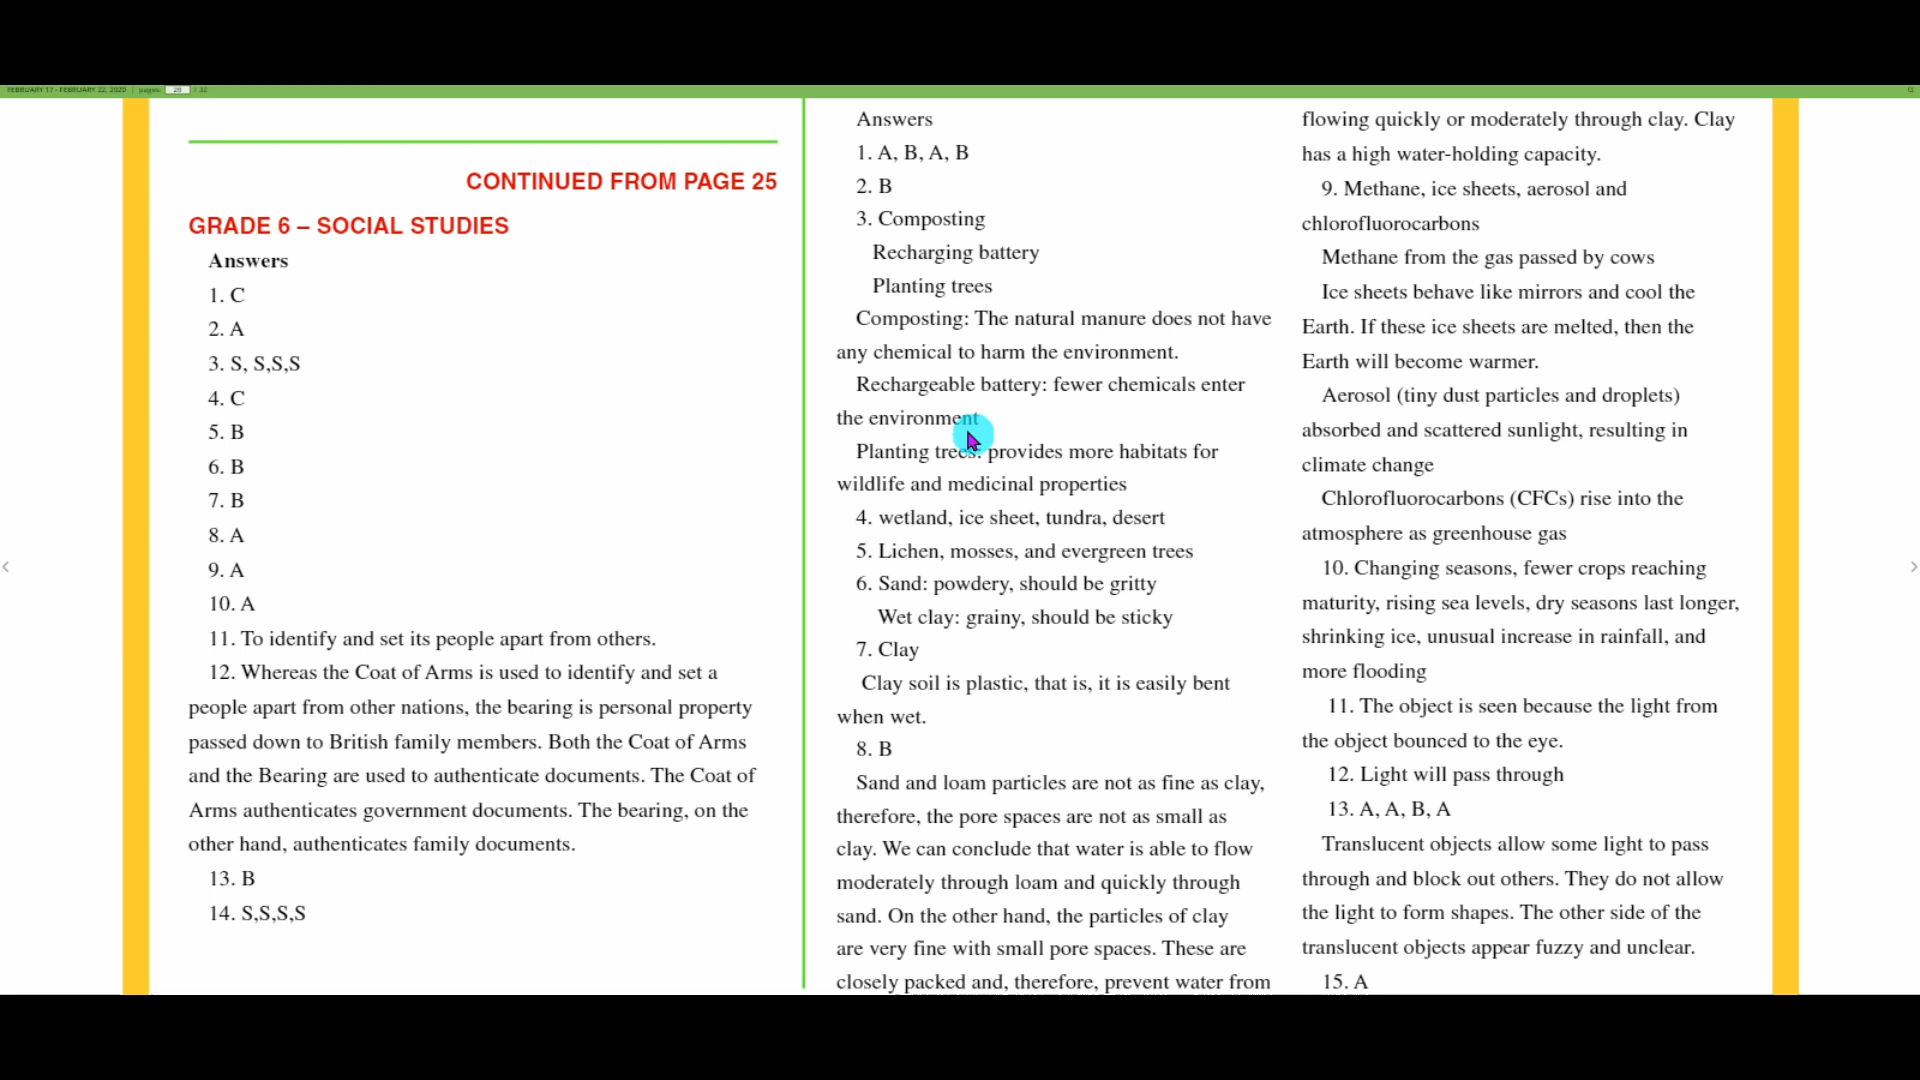 FEBRUARY 17 - FEBRUARY 22, 2020 | pages: 28 / 32
CONTINUED FROM PAGE 25
GRADE 6 – SOCIAL STUDIES
Answers
1. C
2. A
3. S, S,S,S
4. C
5. B
6. B
7. B
8. A
9. A
10. A
11. To identify and set its people apart from others.
12. Whereas the Coat of Arms is used to identify and set a
people apart from other nations, the bearing is personal property
passed down to British family members. Both the Coat of Arms
and the Bearing are used to authenticate documents. The Coat of
Arms authenticates government documents. The bearing, on the
other hand, authenticates family documents.
13. B
14. S,S,S,S
Answers
1. A, B, A, B
2. B
3. Composting
Recharging battery
Planting trees
Composting: The natural manure does not have
any chemical to harm the environment.
Rechargeable battery: fewer chemicals enter
the environment
Planting trees: provides more habitats for
wildlife and medicinal properties
4. wetland, ice sheet, tundra, desert
5. Lichen, mosses, and evergreen trees
6. Sand: powdery, should be gritty
Wet clay: grainy, should be sticky
7. Clay
Clay soil is plastic, that is, it is easily bent
when wet.
8. B
Sand and loam particles are not as fine as clay,
therefore, the pore spaces are not as small as
clay. We can conclude that water is able to flow
moderately through loam and quickly through
sand. On the other hand, the particles of clay
are very fine with small pore spaces. These are
closely packed and, therefore, prevent water from
flowing quickly or moderately through clay. Clay
has a high water-holding capacity.
9. Methane, ice sheets, aerosol and
chlorofluorocarbons
Methane from the gas passed by cows
Ice sheets behave like mirrors and cool the
Earth. If these ice sheets are melted, then the
Earth will become warmer.
Aerosol (tiny dust particles and droplets)
absorbed and scattered sunlight, resulting in
climate change
Chlorofluorocarbons (CFCs) rise into the
atmosphere as greenhouse gas
10. Changing seasons, fewer crops reaching
maturity, rising sea levels, dry seasons last longer,
shrinking ice, unusual increase in rainfall, and
more flooding
11. The object is seen because the light from
the object bounced to the eye.
12. Light will pass through
13. A, A, B, A
Translucent objects allow some light to pass
through and block out others. They do not allow
the light to form shapes. The other side of the
translucent objects appear fuzzy and unclear.
15. A